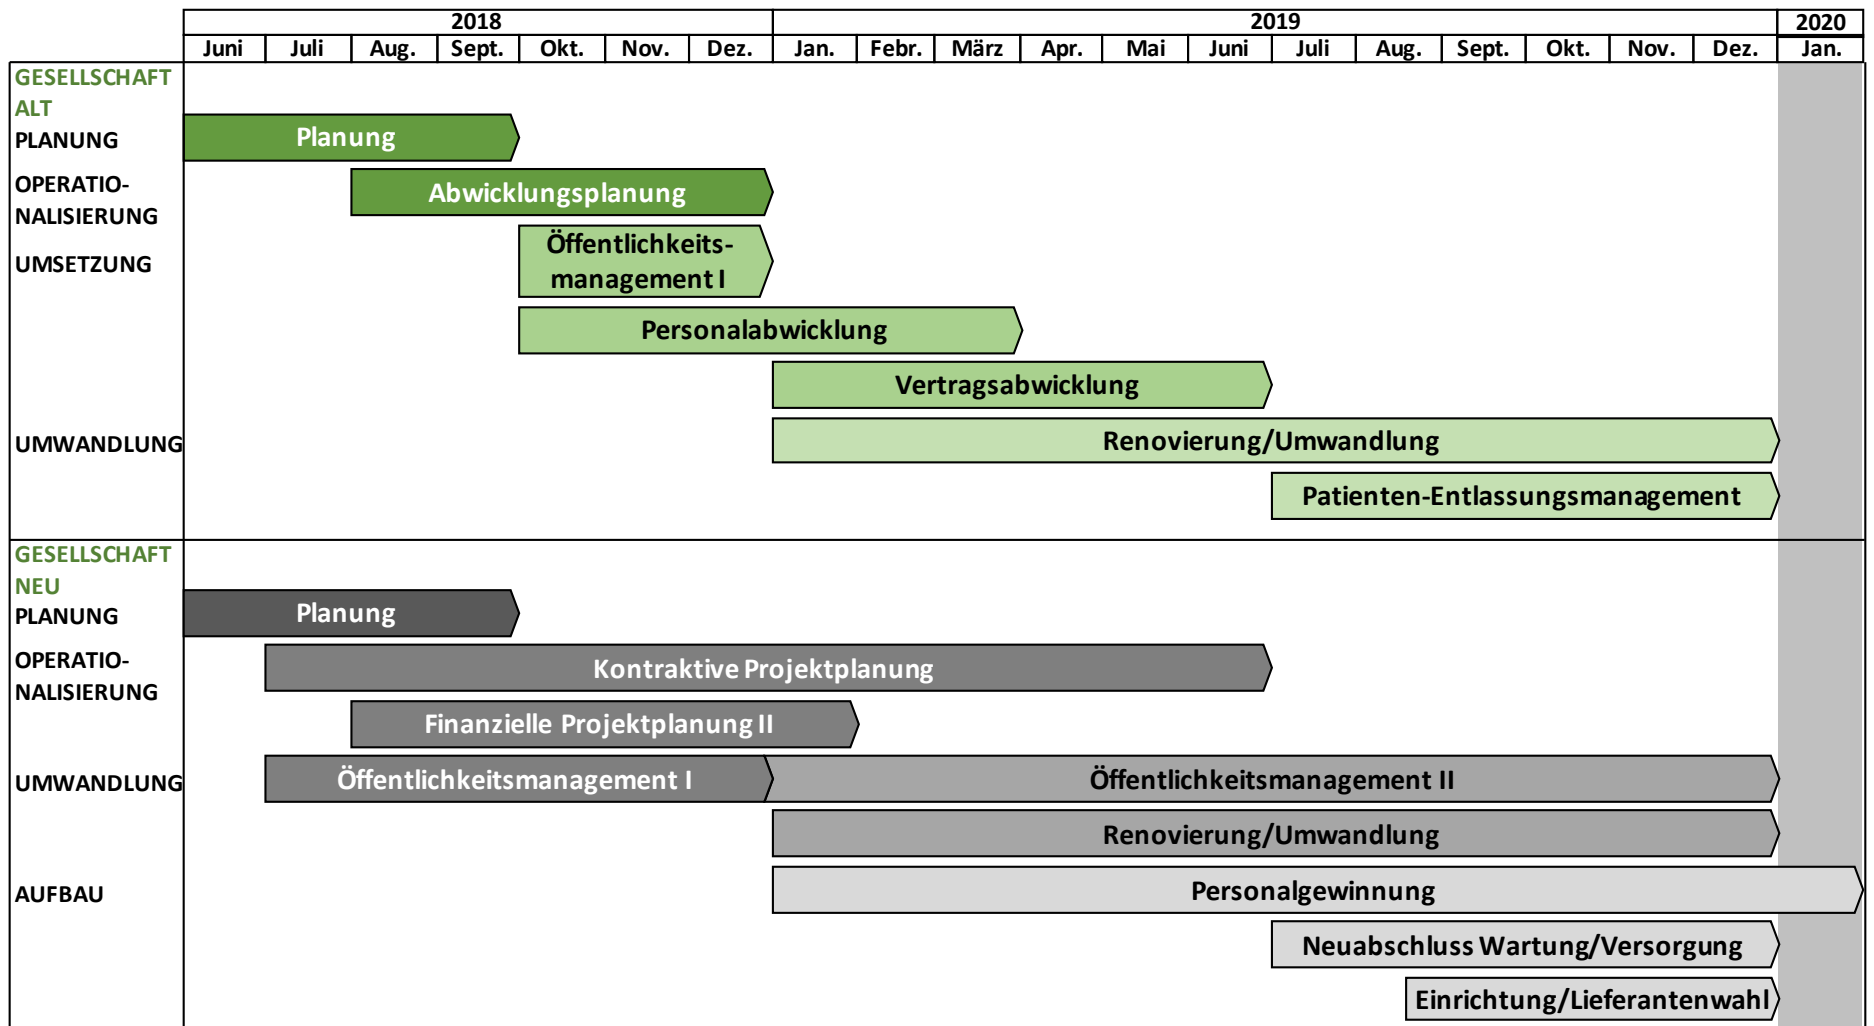 2018 2019 2020
Juni Juli Aug. Sept. Okt. Nov. Dez. Jan. Febr. März Apr. Mai Juni Juli Aug. Sept. Okt. Nov. Dez. Jan.
GESELLSCHAFT
ALT
PLANUNG
Planung
OPERATIO-
NALISIERUNG
Abwicklungsplanung
UMSETZUNG
Öffentlichkeits-
management I
Personalabwicklung
Vertragsabwicklung
UMWANDLUNG
Renovierung/Umwandlung
Patienten-Entlassungsmanagement
GESELLSCHAFT
NEU
PLANUNG
Planung
OPERATIO-
NALISIERUNG
Kontraktive Projektplanung
Finanzielle Projektplanung II
UMWANDLUNG
Öffentlichkeitsmanagement I Öffentlichkeitsmanagement II
Renovierung/Umwandlung
AUFBAU
Personalgewinnung
Neuabschluss Wartung/Versorgung
Einrichtung/Lieferantenwahl